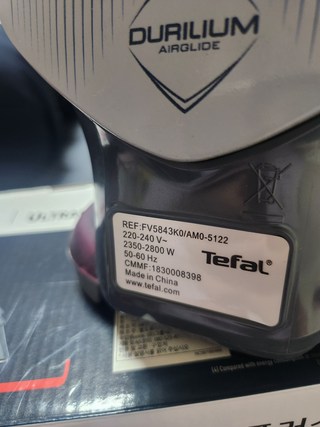 DURILIUM
AIRGLIDE
REF:FV5843K0/AM0-5122
220-240 V~
2350-2800 W
50-60 Hz
CMMF:1830008398
Made in China
www.tefal.com
Tefal®